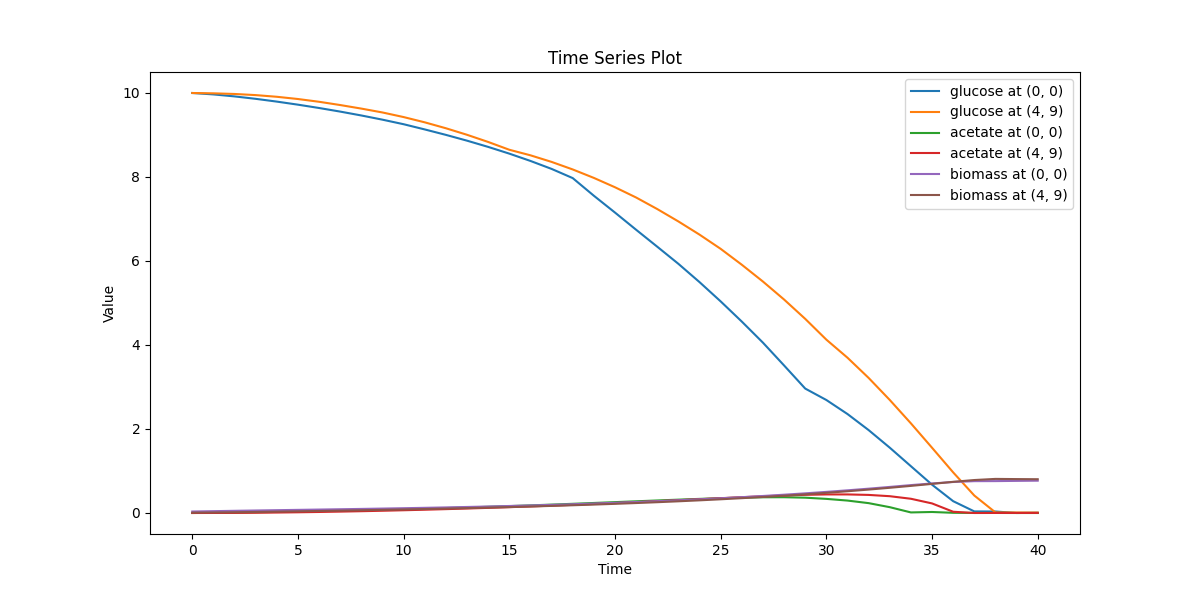 Time Series Plot
Value
10
8
6
4
2
0
glucose at (0, 0)
glucose at (4, 9)
acetate at (0, 0)
acetate at (4, 9)
biomass at (0, 0)
biomass at (4, 9)
0 5 10 15 20 25 30 35 40
Time